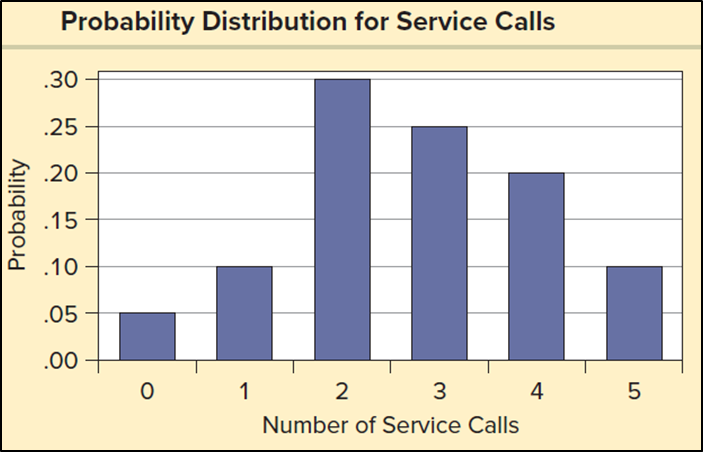 Probability Distribution for Service Calls
Probability
.30
.25
.20
.15
.10
.05
.00
0 1 2 3 4 5
Number of Service Calls